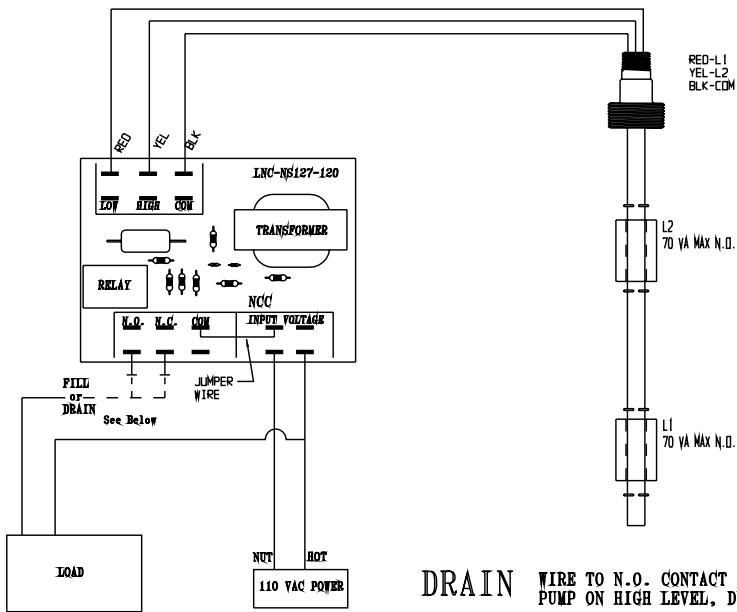 RED-L1
YEL-L2
BLK-COM
RED
YEL
BLK
LNC-NS127-120
LOW HIGH COM
TRANSFORMER
RELAY
NCC
N.O. N.C. COM INPUT VOLTAGE
L2
70 VA MAX N.O.
JUMPER
WIRE
FILL
or
DRAIN
See Below
L1
70 VA MAX N.O.
LOAD
NUT HOT
110 VAC POWER
DRAIN WIRE TO N.O. CONTACT
PUMP ON HIGH LEVEL, D